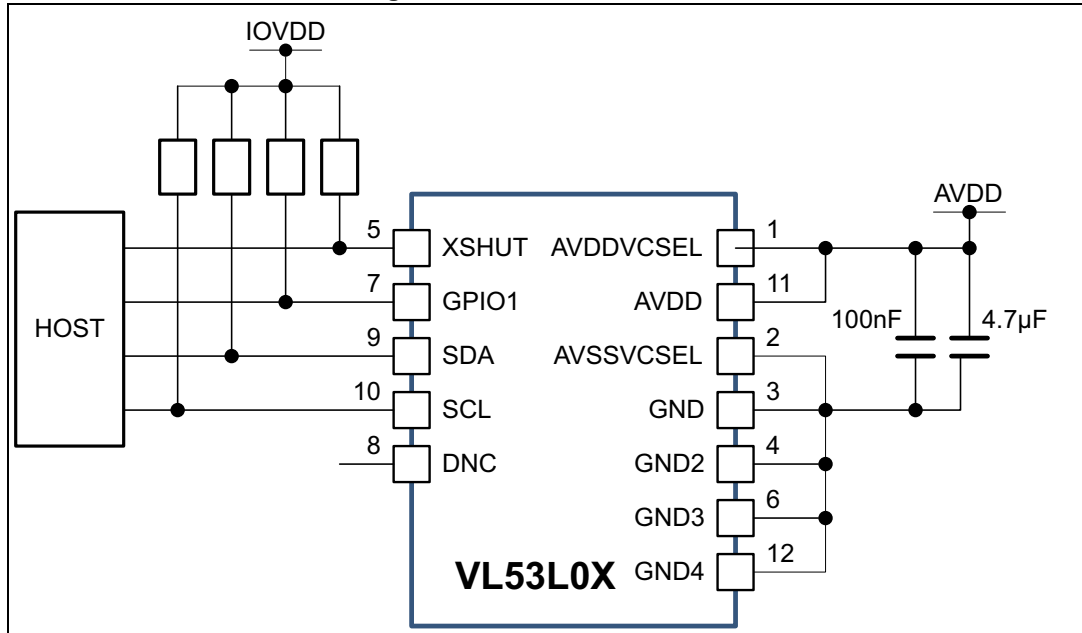 IOVDD
HOST
5
XSHUT
7
GPIO1
9
SDA
10
SCL
8
DNC
VL53L0X
AVDDVCSEL
1
AVDD
11
AVSSVCSEL
2
GND
3
GND2
4
GND3
6
GND4
12
AVDD
100nF
4.7µF